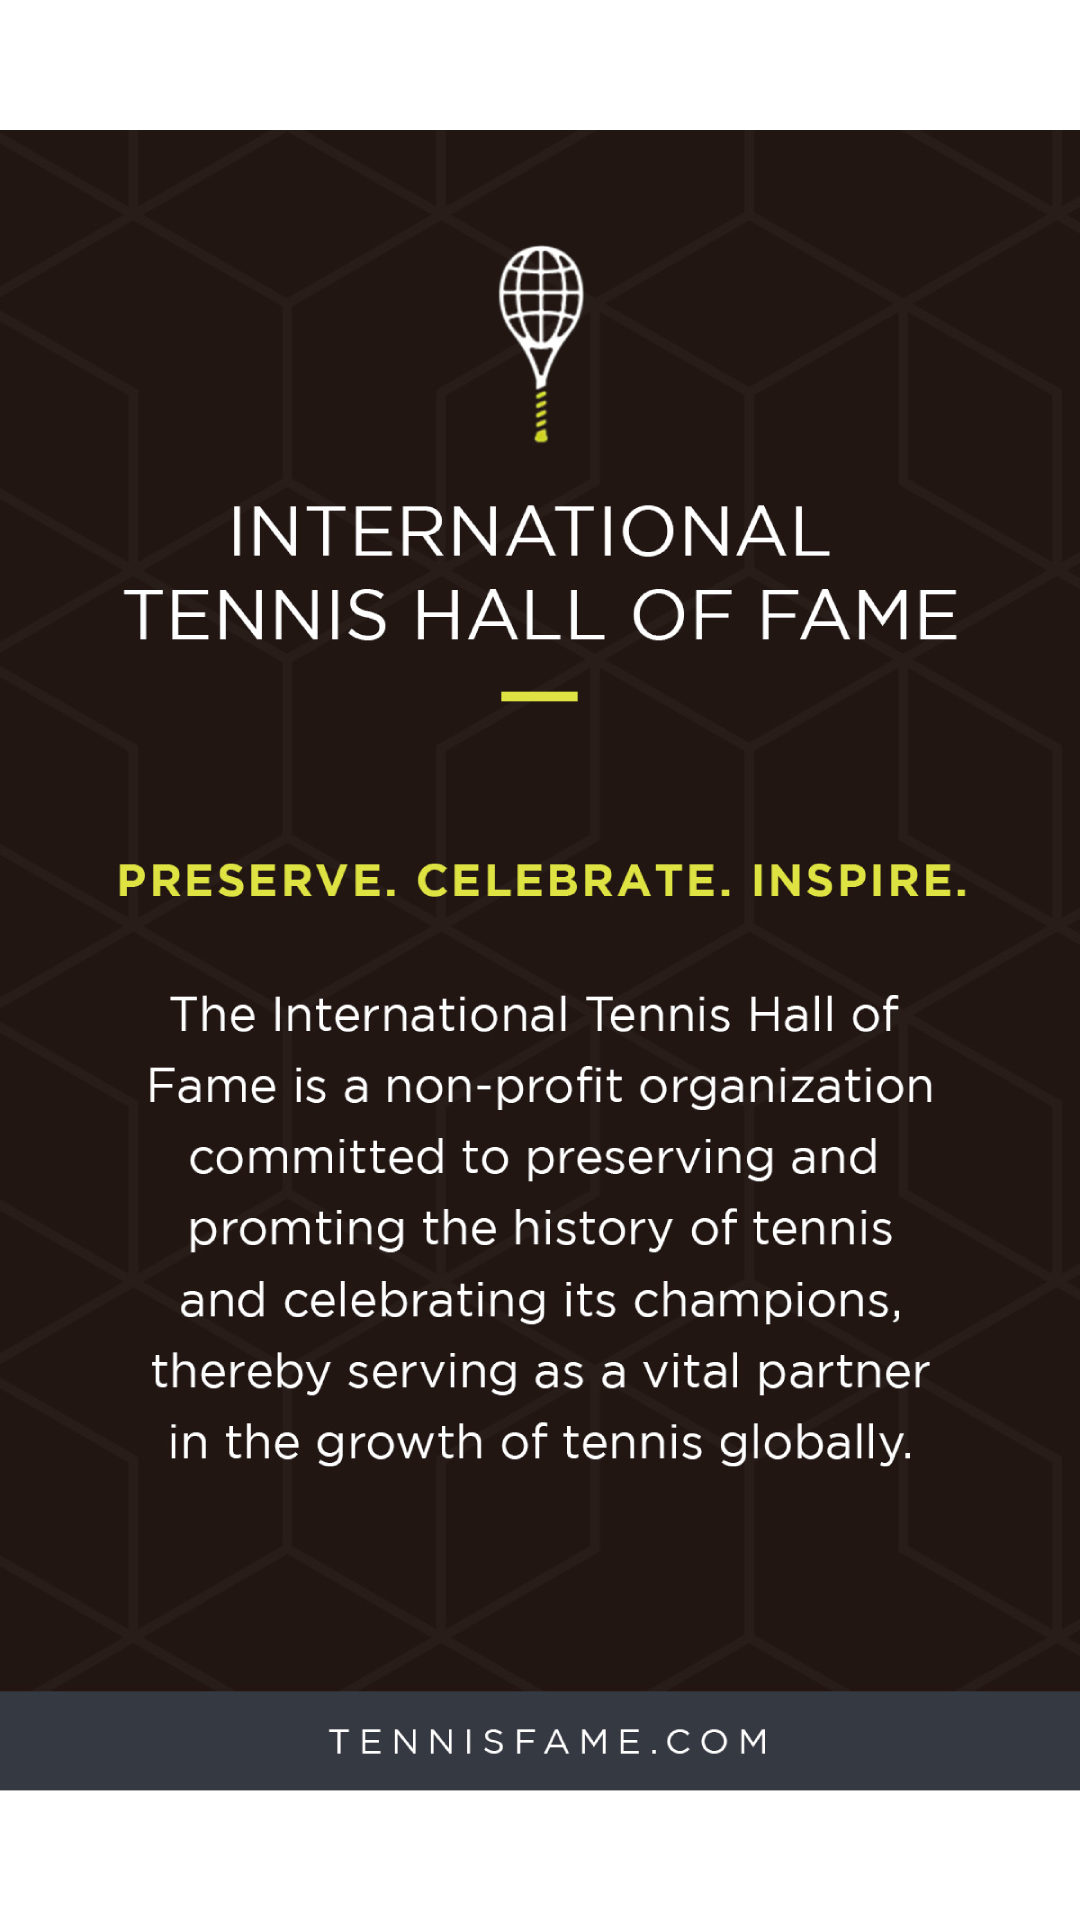 INTERNATIONAL
TENNIS HALL OF FAME
PRESERVE. CELEBRATE. INSPIRE.
The International Tennis Hall of
Fame is a non-profit organization
committed to preserving and
promting the history of tennis
and celebrating its champions,
thereby serving as a vital partner
in the growth of tennis globally.
TENNISFAME.COM